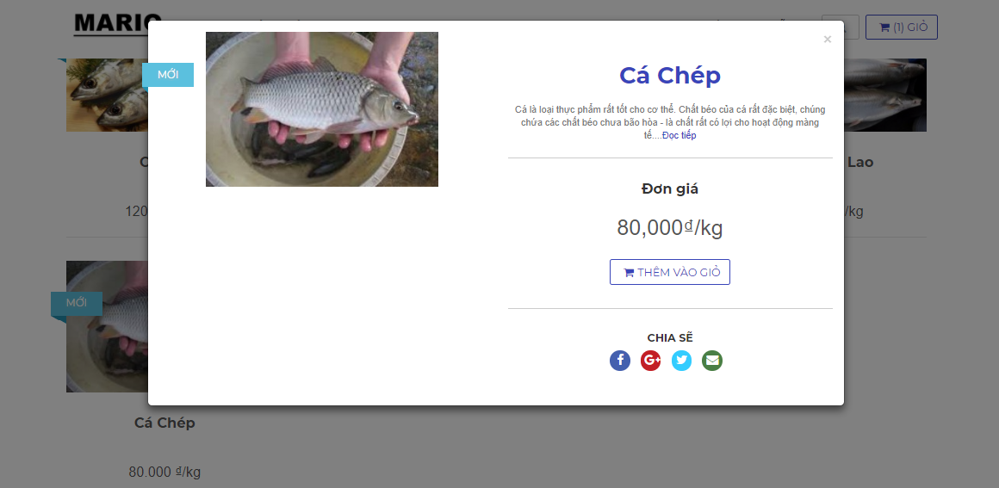 MARIO
(1) GIỎ
×
MỚI
Cá Chép
Cá là loại thực phẩm rất tốt cho cơ thể. Chất béo của cá rất đặc biệt, chúng
chứa các chất béo chưa bão hòa - là chất rất có lợi cho hoạt động màng
tế....Đọc tiếp
Đơn giá
80,000₫/kg
THÊM VÀO GIỎ
CHIA SẼ
Lao
120
/kg
MỚI
Cá Chép
80.000 ₫/kg